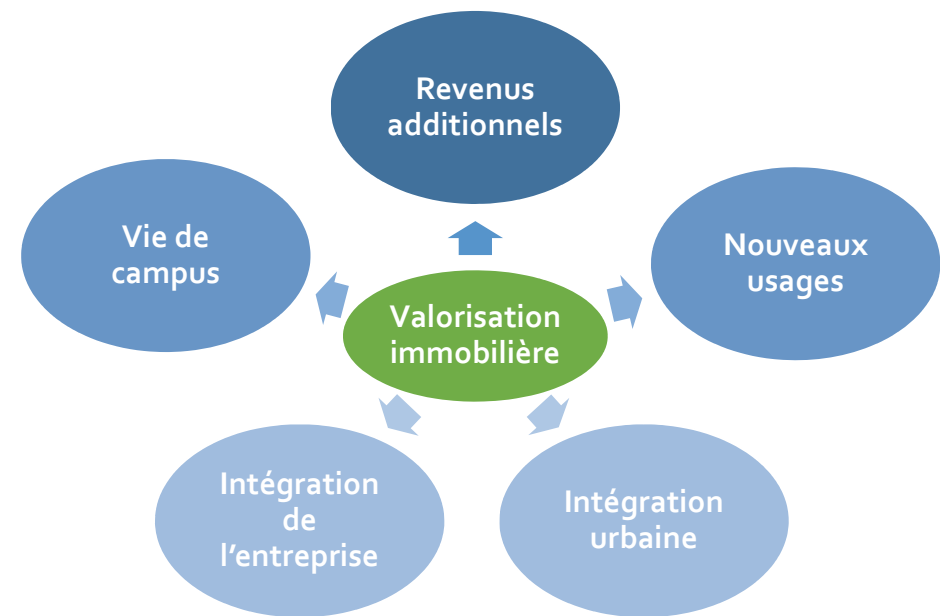 Revenus
additionnels
Vie de
campus
Nouveaux
usages
Valorisation
immobilière
Intégration
de
l’entreprise
Intégration
urbaine